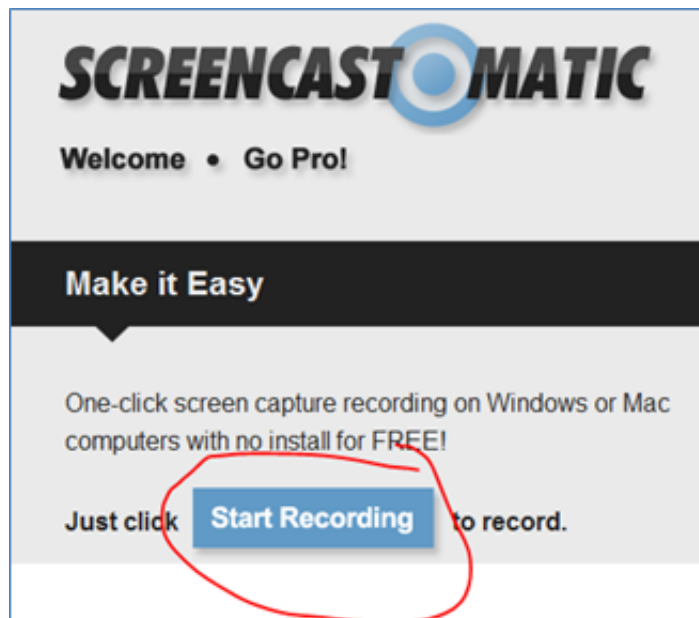 SCREENCAST O MATIC
Welcome • Go Pro!
Make it Easy
One-click screen capture recording on Windows or Mac
computers with no install for FREE!
Just click Start Recording to record.